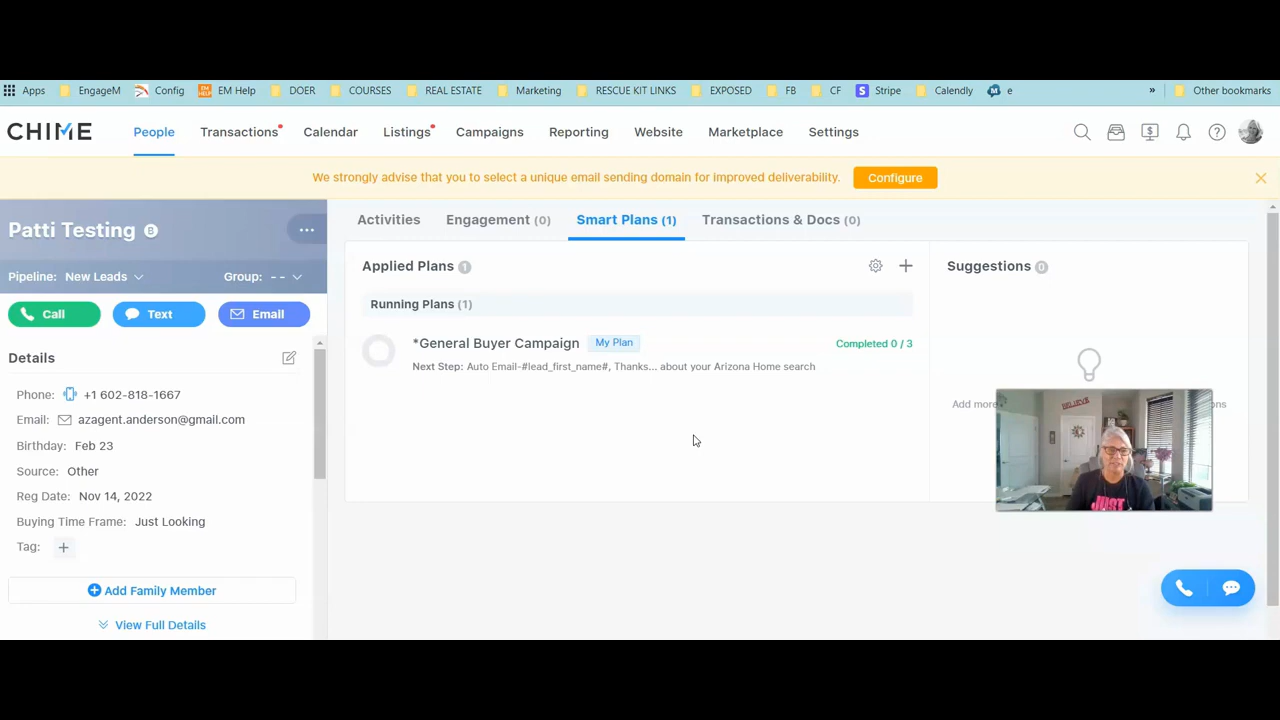 Apps EngageM Config EM Help DOER COURSES REAL ESTATE Marketing RESCUE KIT LINKS EXPOSED FB CF Stripe Calendly e » Other bookmarks
CHIME People Transactions Calendar Listings Campaigns Reporting Website Marketplace Settings
We strongly advise that you to select a unique email sending domain for improved deliverability. Configure
Patti Testing B
Pipeline: New Leads Group: - -
Call Text Email
Details
Phone: +1 602-818-1667
Email: azagent.anderson@gmail.com
Birthday: Feb 23
Source: Other
Reg Date: Nov 14, 2022
Buying Time Frame: Just Looking
Tag: +
Add Family Member
View Full Details
Activities Engagement (0) Smart Plans (1) Transactions & Docs (0)
Applied Plans 1
Running Plans (1)
*General Buyer Campaign My Plan Completed 0 / 3
Next Step: Auto Email-#lead_first_name#, Thanks... about your Arizona Home search
Suggestions 0
Add more
BELIEVE
JUST